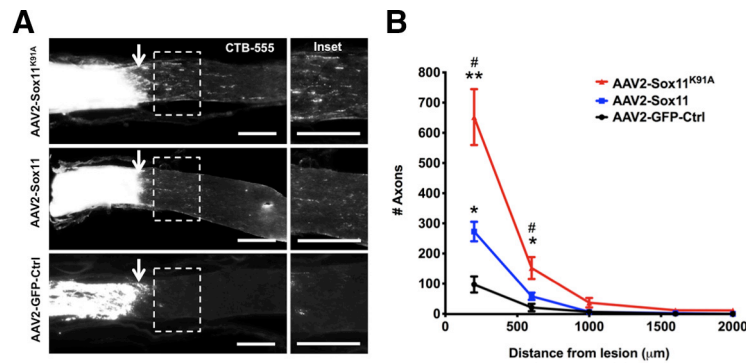 A
CTB-555
Inset
AAV2-Sox11K91A
AAV2-Sox11
AAV2-GFP-Ctrl
B
AAV2-Sox11K91A
AAV2-Sox11
AAV2-GFP-Ctrl
#
**
*
#
*
# Axons
800
700
600
500
400
300
200
100
0
0
500
1000
1500
2000
Distance from lesion (μm)